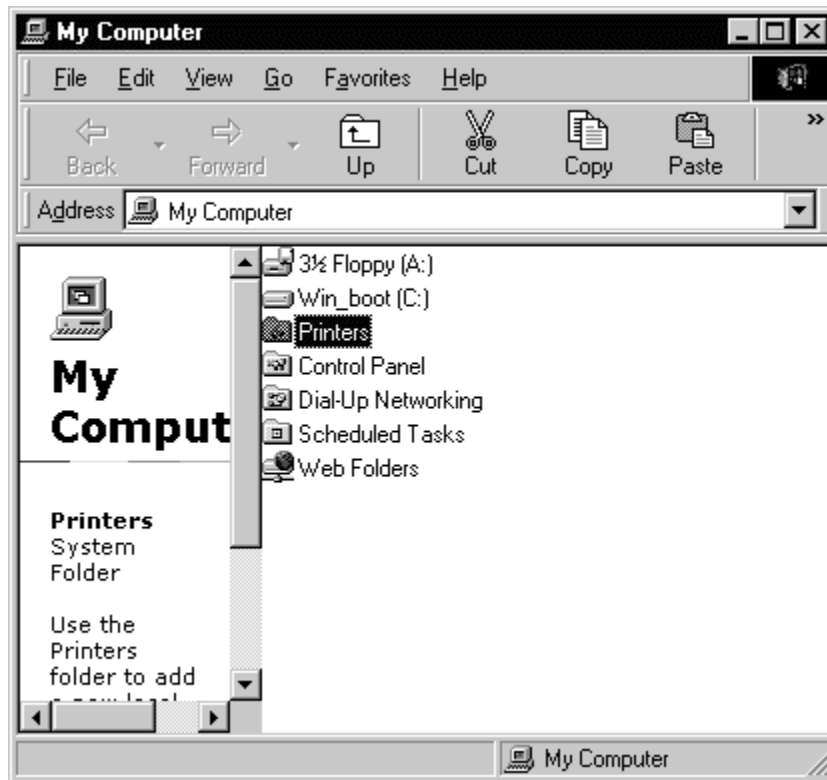 My Computer
File Edit View Go Favorites Help
Back Forward Up Cut Copy Paste »
Address My Computer
3½ Floppy (A:)
Win_boot (C:)
Printers
Control Panel
Dial-Up Networking
Scheduled Tasks
Web Folders
My
Comput
Printers
System
Folder
Use the
Printers
folder to add
a new local
My Computer